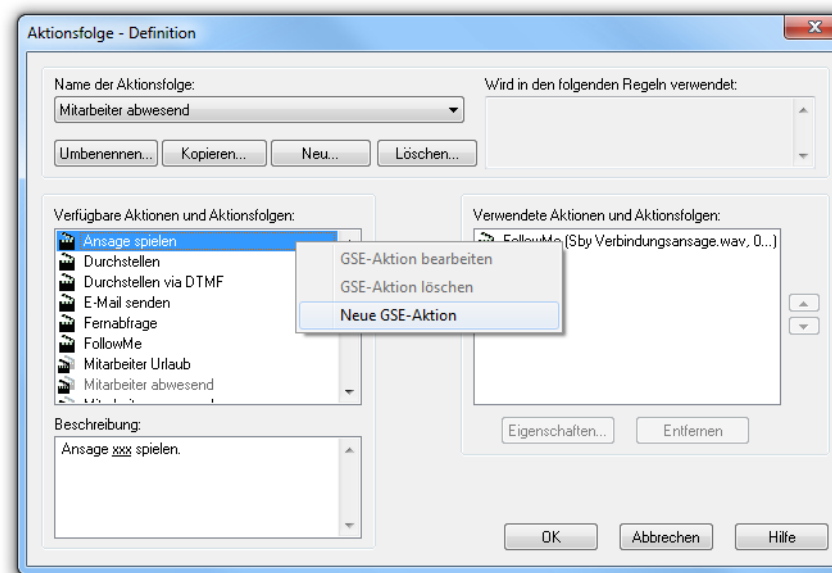 Aktionsfolge - Definition
Name der Aktionsfolge:
Mitarbeiter abwesend
Umbenennen...
Kopieren...
Neu...
Löschen...
Wird in den folgenden Regeln verwendet:
Verfügbare Aktionen und Aktionsfolgen:
Ansage spielen
Durchstellen
Durchstellen via DTMF
E-Mail senden
Fernabfrage
FollowMe
Mitarbeiter Urlaub
Mitarbeiter abwesend
GSE-Aktion bearbeiten
GSE-Aktion löschen
Neue GSE-Aktion
Verwendete Aktionen und Aktionsfolgen:
FollowMe (Sby Verbindungsansage.wav, 0...)
Eigenschaften...
Entfernen
Beschreibung:
Ansage xxx spielen.
OK
Abbrechen
Hilfe